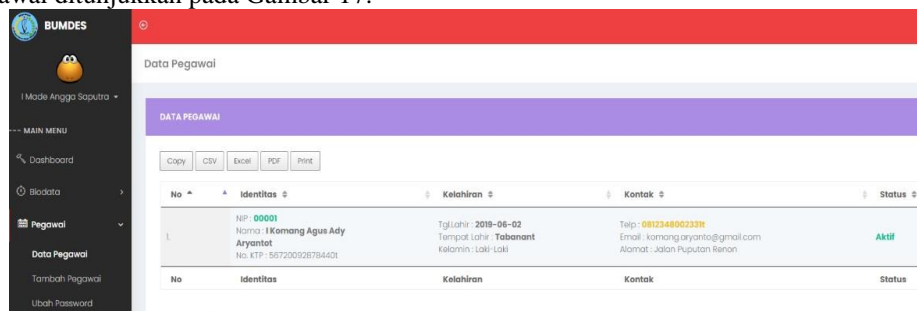 awai ditunjukkan pada Gambar 17.
BUMDES
Data Pegawai
I Made Angga Saputra
DATA PEGAWAI
--- MAIN MENU
Copy CSV Excel PDF Print
Dashboard
Biodata
No Identitas Kelahiran Kontak Status
Pegawai
1.
NIP : 00001
Nama : I Komang Agus Ady
Aryantot
No. KTP : 567200928784401
Tgl.Lahir : 2019-06-02
Tempat Lahir : Tabanant
Kelamin : Laki-Laki
Telp : 08123480022331t
Email : komang.aryanto@gmail.com
Alamat : Jalan Puputan Renon
Aktif
Data Pegawai
Tambah Pegawai
No Identitas Kelahiran Kontak Status
Ubah Password